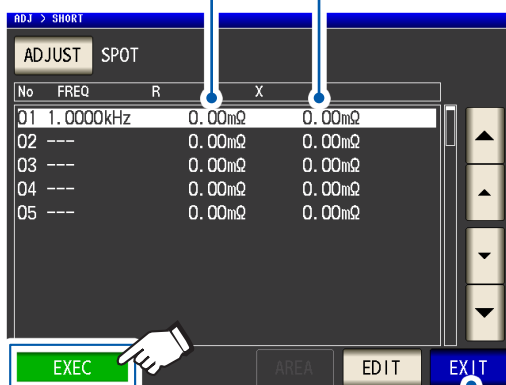 ADJ > SHORT
ADJUST SPOT
No FREQ R X
01 1.0000kHz 0.00mΩ 0.00mΩ
02 --- 0.00mΩ 0.00mΩ
03 --- 0.00mΩ 0.00mΩ
04 --- 0.00mΩ 0.00mΩ
05 --- 0.00mΩ 0.00mΩ
EXEC AREA EDIT EXIT